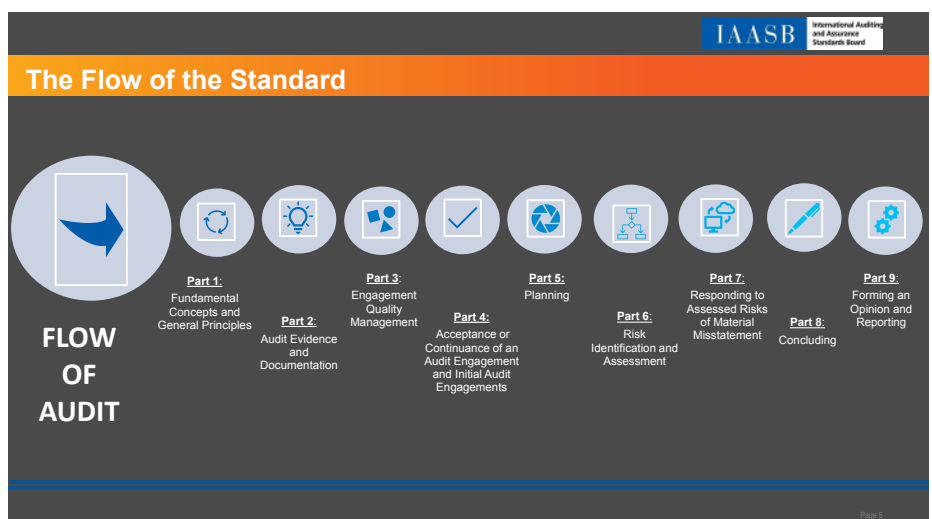 IAASB
International Auditing
and Assurance
Standards Board
The Flow of the Standard
FLOW
OF
AUDIT
Part 1:
Fundamental
Concepts and
General Principles
Part 2:
Audit Evidence
and
Documentation
Part 3:
Engagement
Quality
Management
Part 4:
Acceptance or
Continuance of an
Audit Engagement
and Initial Audit
Engagements
Part 5:
Planning
Part 6:
Risk
Identification and
Assessment
Part 7:
Responding to
Assessed Risks
of Material
Misstatement
Part 8:
Concluding
Part 9:
Forming an
Opinion and
Reporting
Page 5